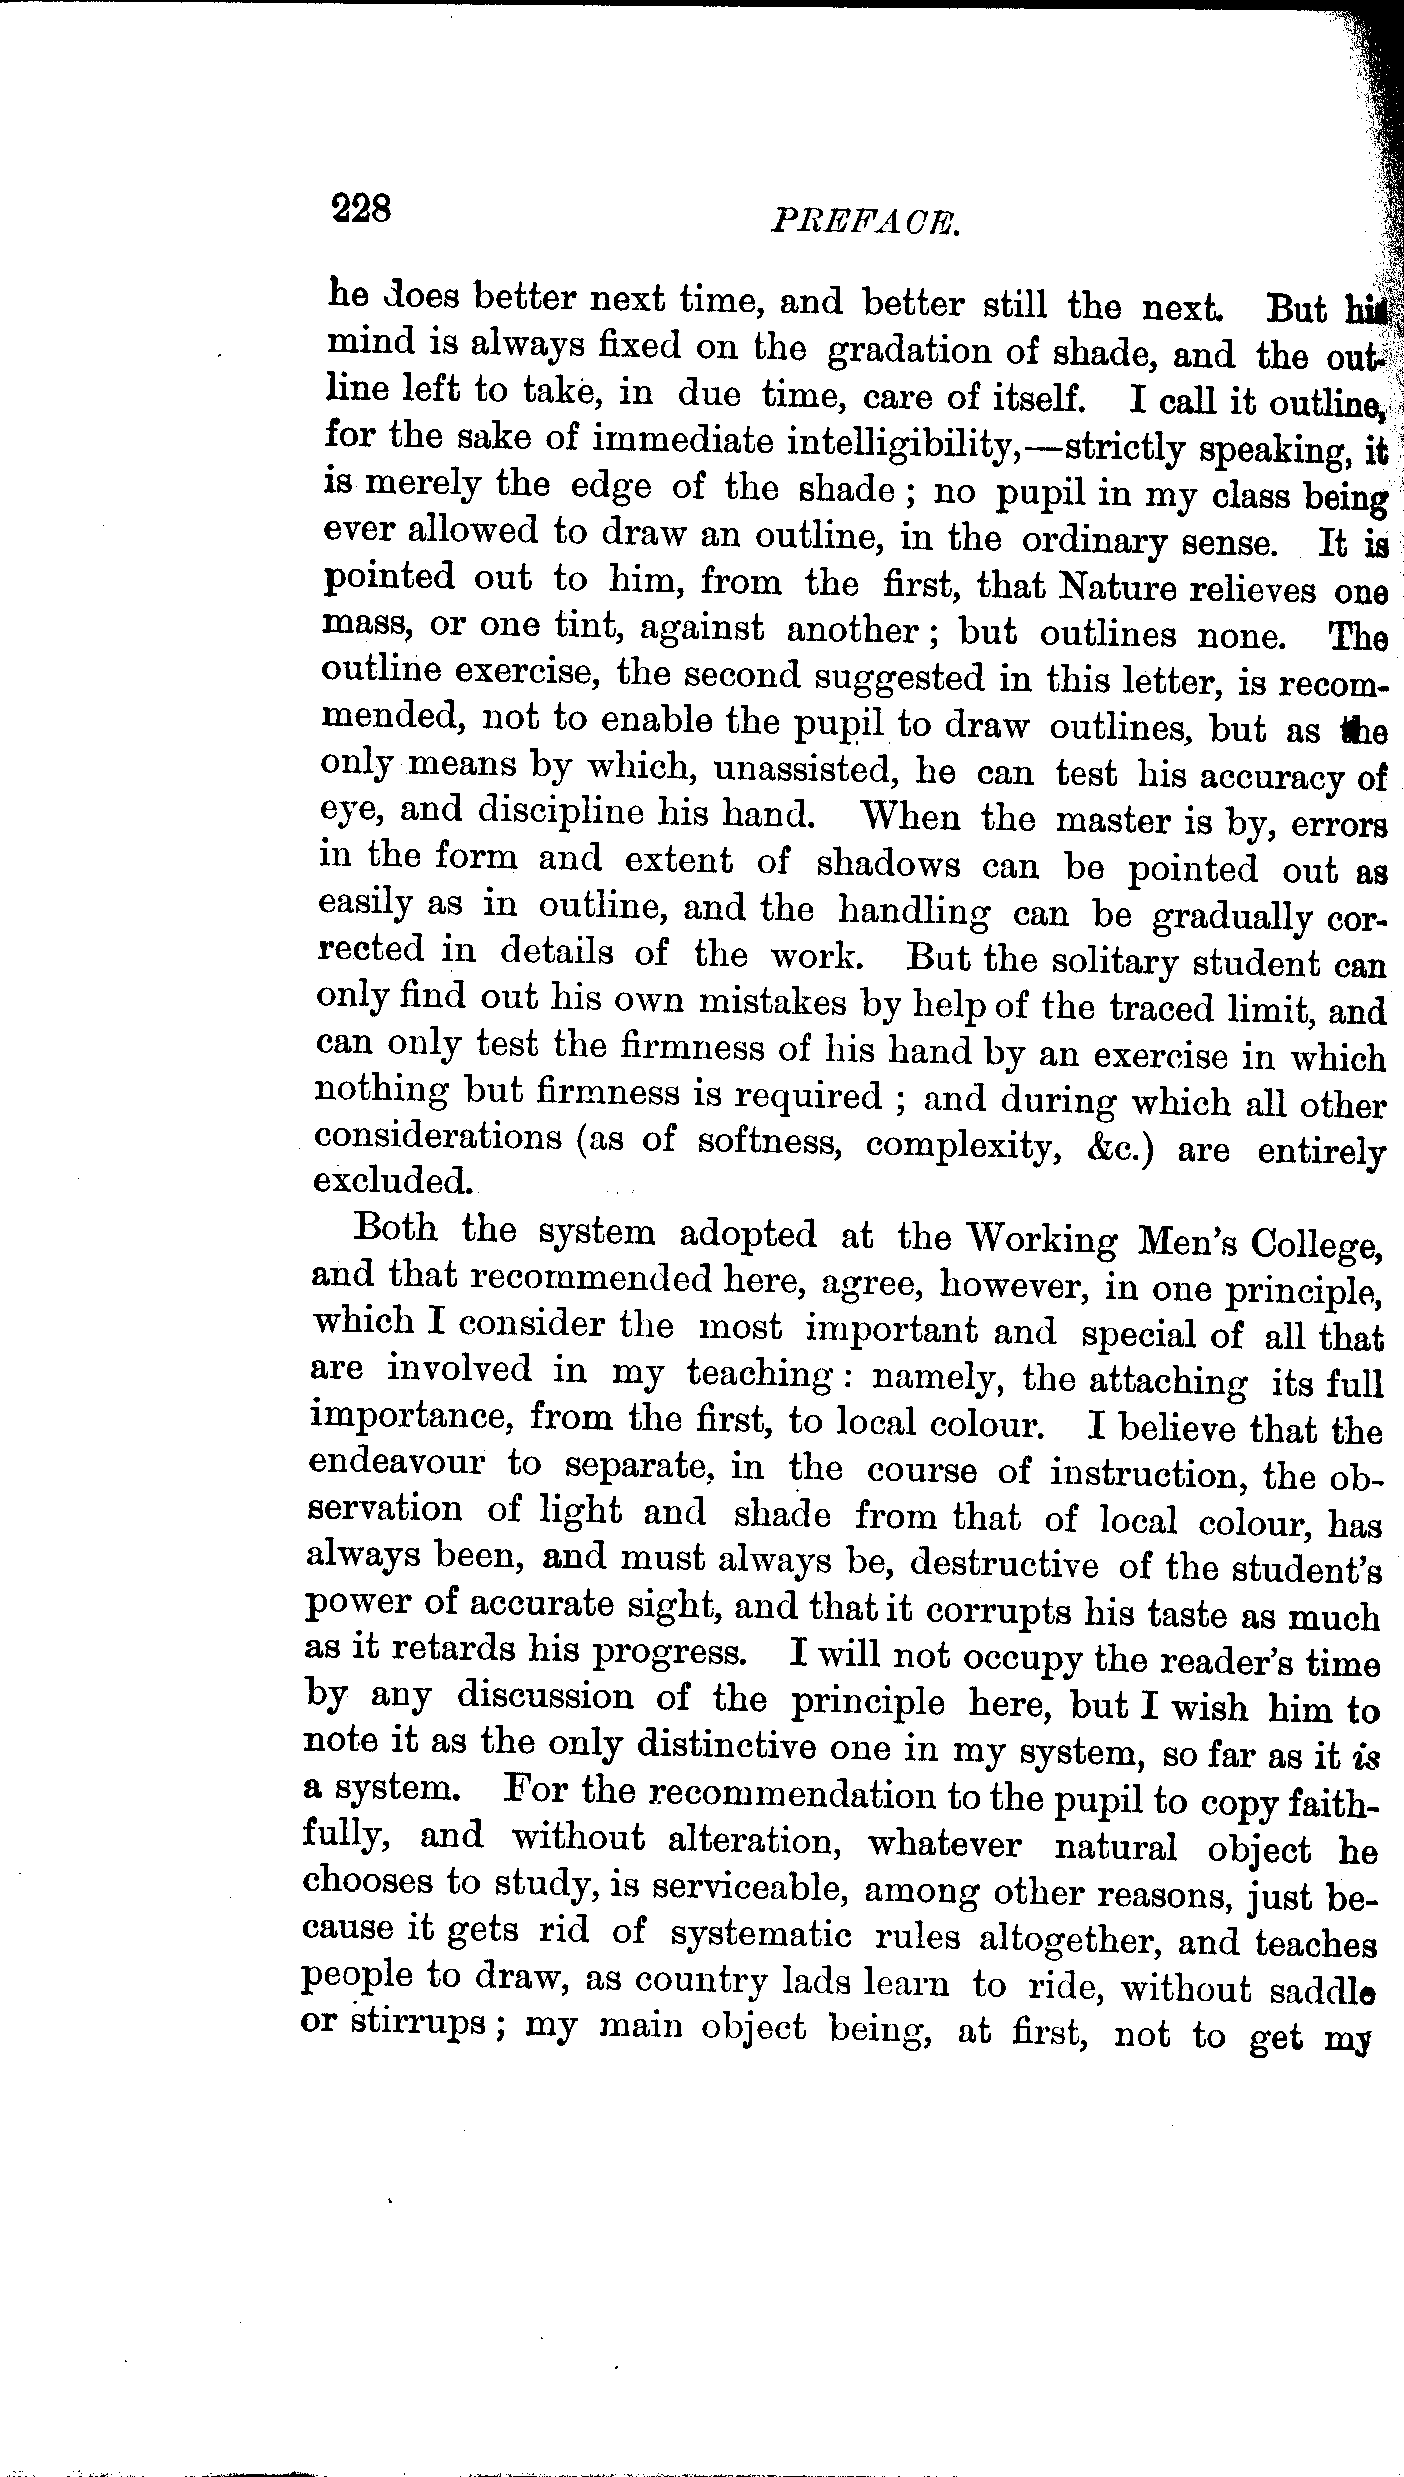 228
PREFACE.
he does better next time, and better still the next. But his
mind is always fixed on the gradation of shade, and the out-
line left to take, in due time, care of itself. I call it outline,
for the sake of immediate intelligibility,—strictly speaking, it
is merely the edge of the shade ; no pupil in my class being
ever allowed to draw an outline, in the ordinary sense. It is
pointed out to him, from the first, that Nature relieves one
mass, or one tint, against another ; but outlines none. The
outline exercise, the second suggested in this letter, is recom-
mended, not to enable the pupil to draw outlines, but as the
only means by which, unassisted, he can test his accuracy of
eye, and discipline his hand. When the master is by, errors
in the form and extent of shadows can be pointed out as
easily as in outline, and the handling can be gradually cor-
rected in details of the work. But the solitary student can
only find out his own mistakes by help of the traced limit, and
can only test the firmness of his hand by an exercise in which
nothing but firmness is required ; and during which all other
considerations (as of softness, complexity, &c.) are entirely
excluded.
Both the system adopted at the Working Men's College,
and that recommended here, agree, however, in one principle,
which I consider the most important and special of all that
are involved in my teaching : namely, the attaching its full
importance, from the first, to local colour. I believe that the
endeavour to separate, in the course of instruction, the ob-
servation of light and shade from that of local colour, has
always been, and must always be, destructive of the student's
power of accurate sight, and that it corrupts his taste as much
as it retards his progress. I will not occupy the reader's time
by any discussion of the principle here, but I wish him to
note it as the only distinctive one in my system, so far as it is
a system. For the recommendation to the pupil to copy faith-
fully, and without alteration, whatever natural object he
chooses to study, is serviceable, among other reasons, just be-
cause it gets rid of systematic rules altogether, and teaches
people to draw, as country lads learn to ride, without saddle
or stirrups ; my main object being, at first, not to get my